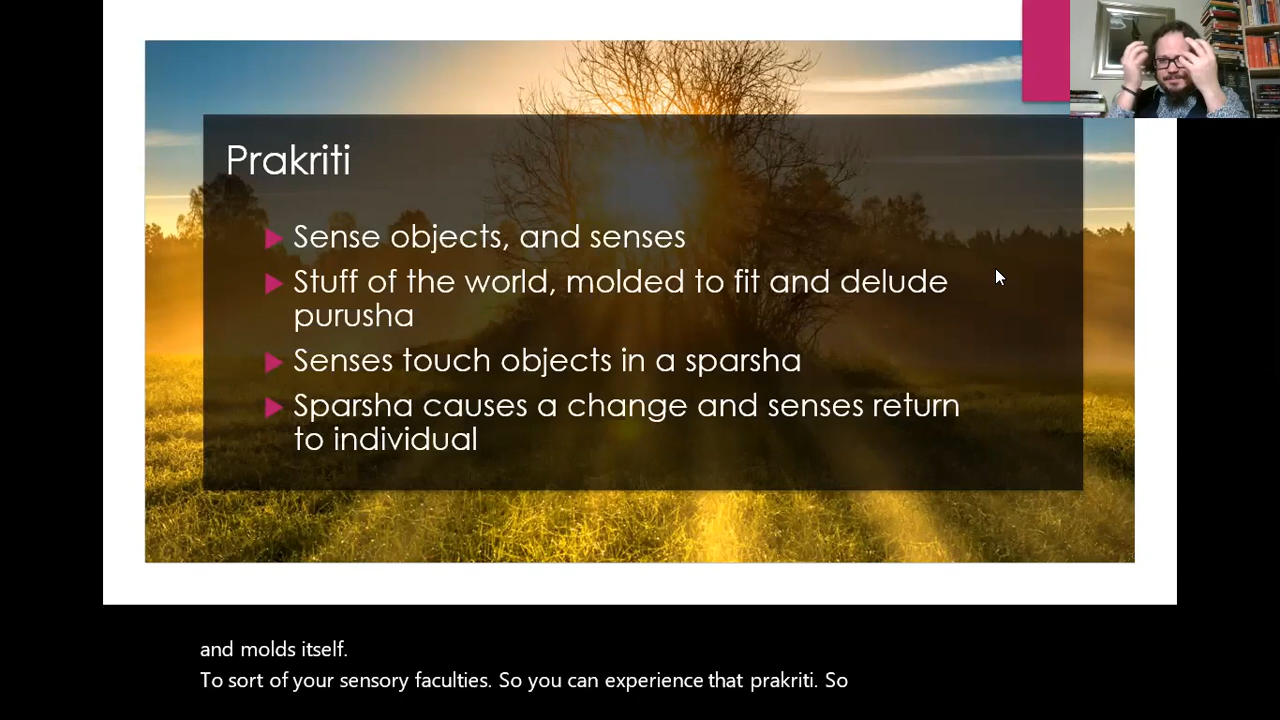 Prakriti
Sense objects, and senses
Stuff of the world, molded to fit and delude
purusha
Senses touch objects in a sparsha
Sparsha causes a change and senses return
to individual
and molds itself.
To sort of your sensory faculties. So you can experience that prakriti. So